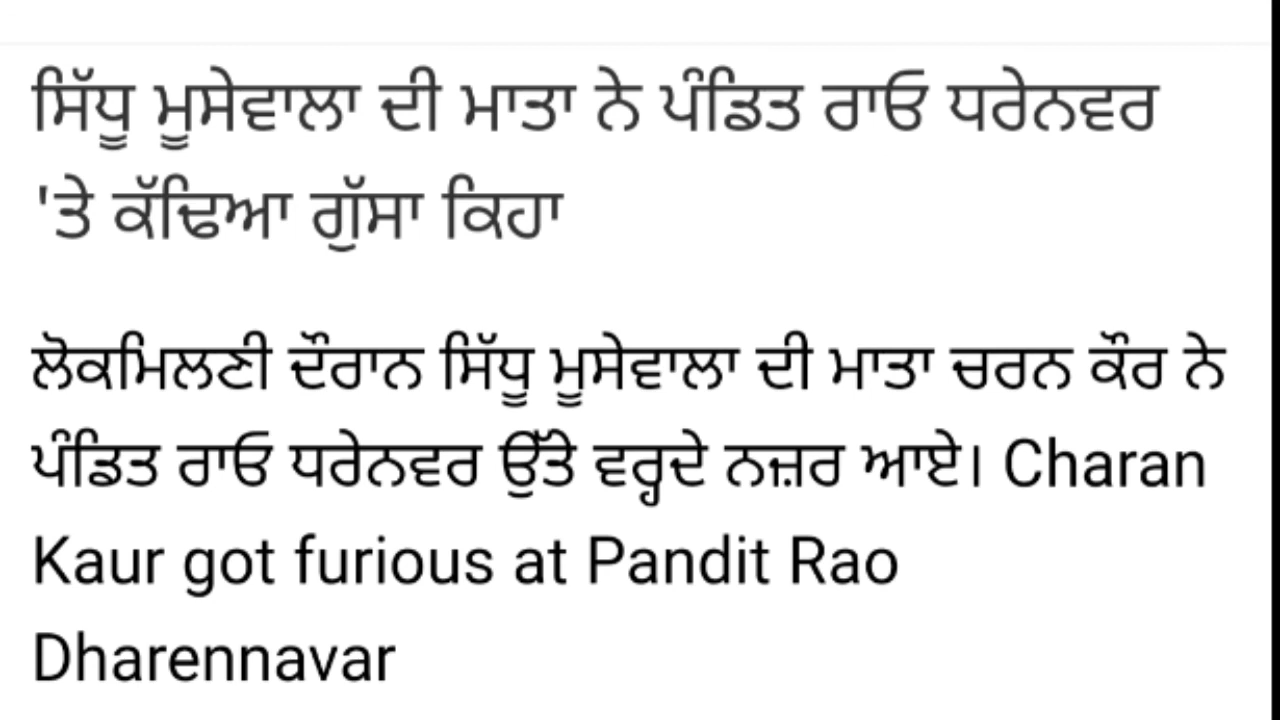 ਸਿੱਧੂ ਮੂਸੇਵਾਲਾ ਦੀ ਮਾਤਾ ਨੇ ਪੰਡਿਤ ਰਾਓ ਧਰੇਨਵਰ
'ਤੇ ਕੱਢਿਆ ਗੁੱਸਾ ਕਿਹਾ
ਲੋਕਮਿਲਣੀ ਦੌਰਾਨ ਸਿੱਧੂ ਮੂਸੇਵਾਲਾ ਦੀ ਮਾਤਾ ਚਰਨ ਕੌਰ ਨੇ
ਪੰਡਿਤ ਰਾਓ ਧਰੇਨਵਰ ਉੱਤੇ ਵਰ੍ਹਦੇ ਨਜ਼ਰ ਆਏ। Charan
Kaur got furious at Pandit Rao
Dharennavar